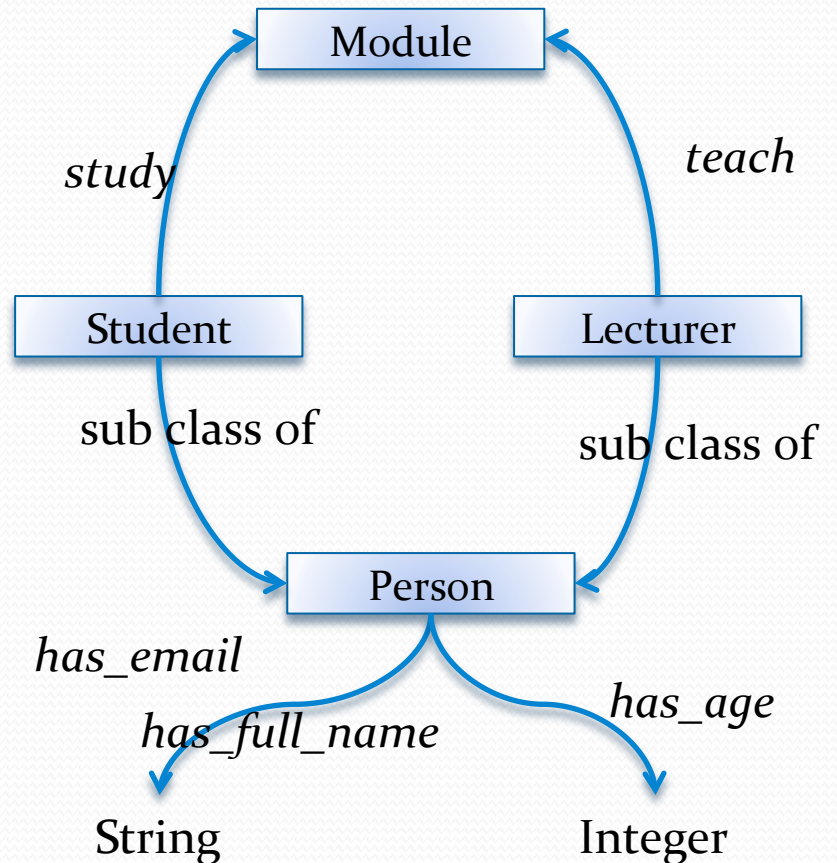 Module
study
teach
Student
Lecturer
sub class of
sub class of
Person
has_email
has_full_name
has_age
String
Integer